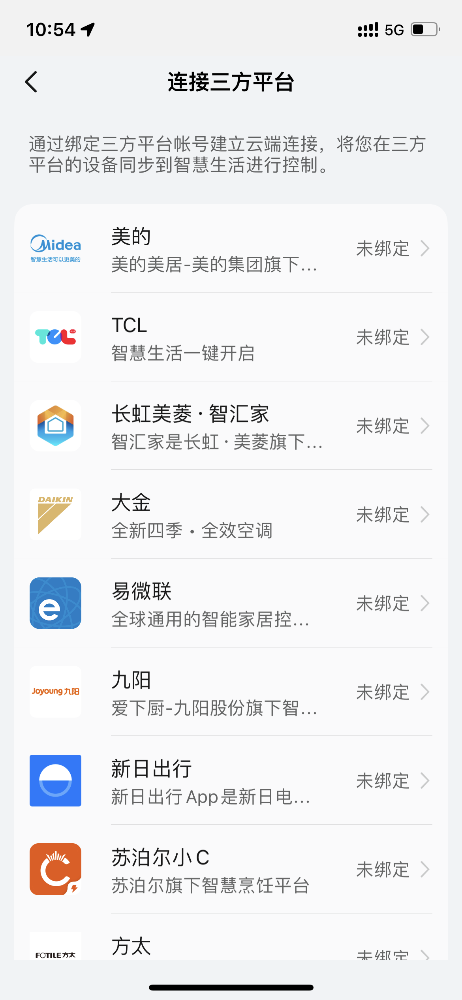 10:54
5G
连接三方平台
通过绑定三方平台帐号建立云端连接，将您在三方
平台的设备同步到智慧生活进行控制。
Midea
智慧生活可以更美的
美的
美的美居-美的集团旗下...
未绑定
TCL
PLUS
TCL
智慧生活一键开启
未绑定
长虹美菱·智汇家
智汇家是长虹·美菱旗下...
未绑定
DAIKIN
大金
全新四季·全效空调
未绑定
e
易微联
全球通用的智能家居控...
未绑定
Joyoung 九阳
九阳
爱下厨-九阳股份旗下智...
未绑定
新日出行
新日出行 App 是新日电...
未绑定
C
苏泊尔小 C
苏泊尔旗下智慧烹饪平台
未绑定
FOTILE 方太
方太
未绑定